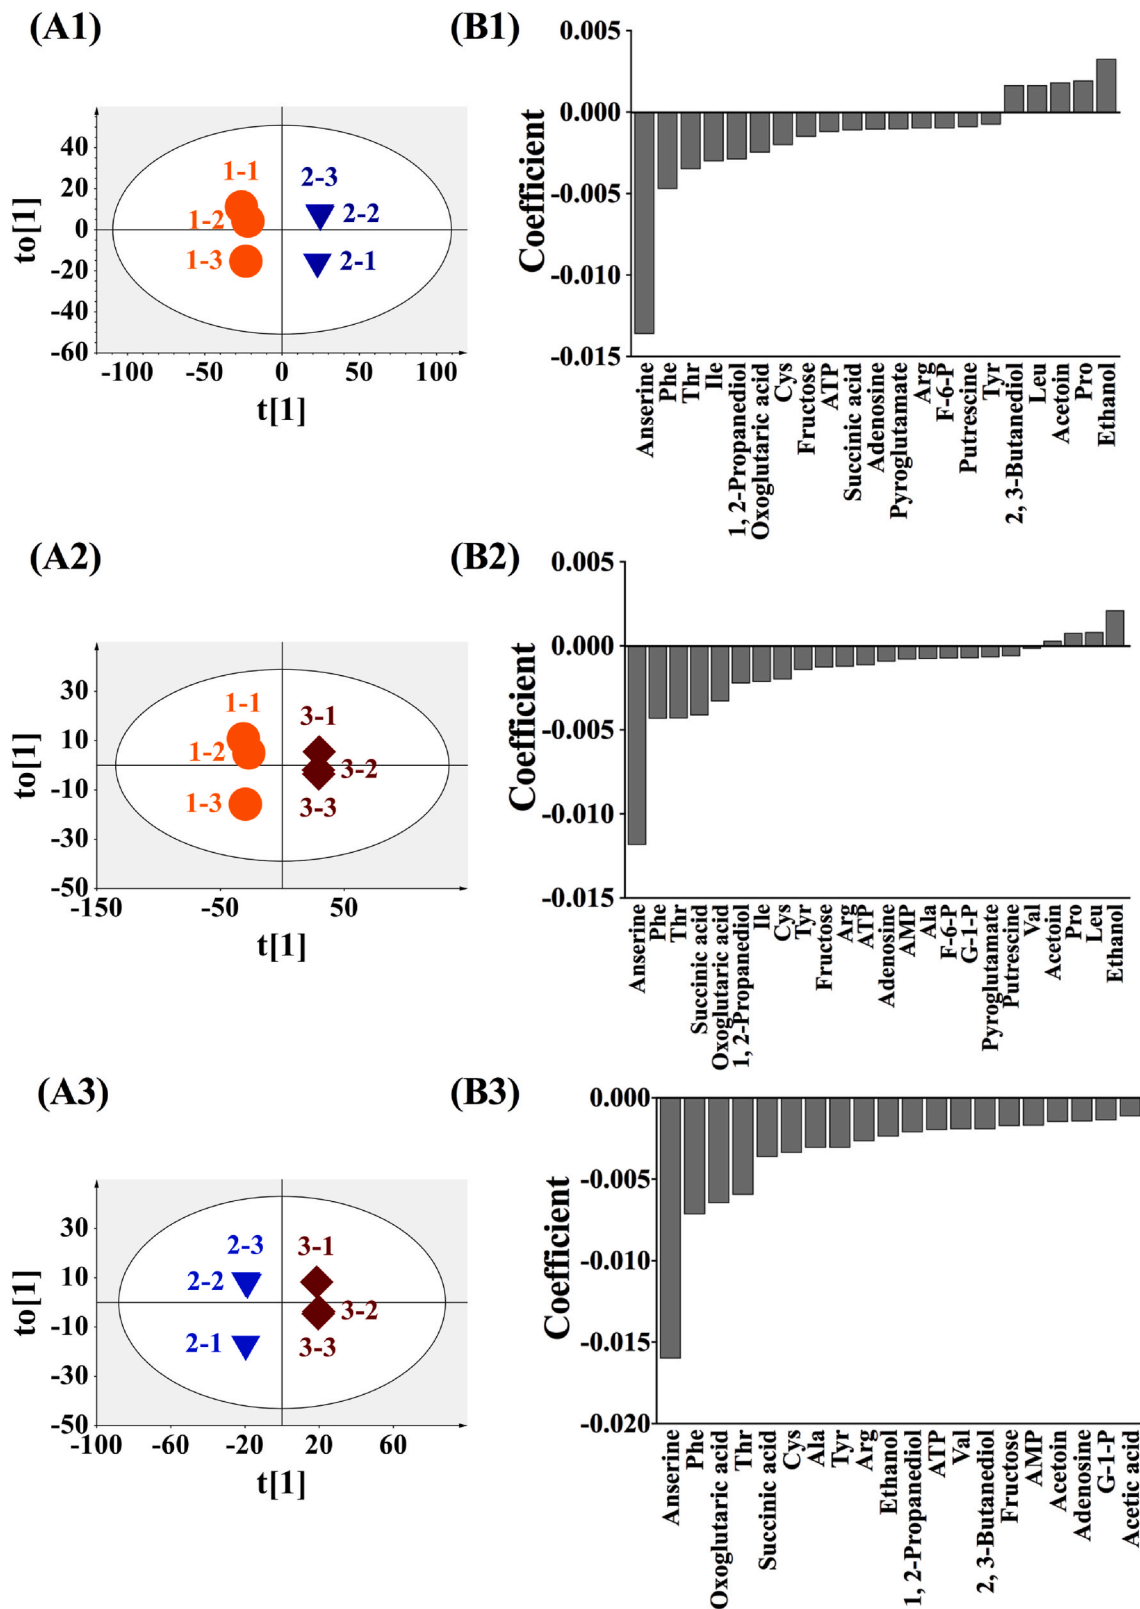 (A1)
to[1]
40
20
0
-20
-40
-60
1-1
1-2
1-3
2-3
2-2
2-1
-100
-50
0
50
100
t[1]
(B1)
Coefficient
0.005
0.000
-0.005
-0.010
-0.015
Anserine
Phe
Thr
Ile
1, 2-Propanediol
Oxoglutaric acid
Cys
Fructose
ATP
Succinic acid
Adenosine
Pyroglutamate
Arg
F-6-P
Putrescine
Tyr
2, 3-Butanediol
Leu
Acetoin
Pro
Ethanol
(A2)
to[1]
30
10
-10
-30
-50
1-1
1-2
1-3
3-1
3-2
3-3
-150
-50
50
t[1]
(B2)
Coefficient
0.005
0.000
-0.005
-0.010
-0.015
Anserine
Phe
Thr
Succinic acid
Oxoglutaric acid
1, 2-Propanediol
Ile
Cys
Tyr
Fructose
Arg
ATP
Adenosine
AMP
Ala
F-6-P
G-1-P
Pyroglutamate
Putrescine
Val
Acetoin
Pro
Leu
Ethanol
(A3)
to[1]
30
10
-10
-30
-50
2-3
2-2
2-1
3-1
3-2
3-3
-100
-60
-20
20
60
t[1]
(B3)
Coefficient
0.000
-0.005
-0.010
-0.015
-0.020
Anserine
Phe
Oxoglutaric acid
Thr
Succinic acid
Cys
Ala
Tyr
Arg
Ethanol
1, 2-Propanediol
ATP
Val
2, 3-Butanediol
Fructose
AMP
Acetoin
Adenosine
G-1-P
Acetic acid